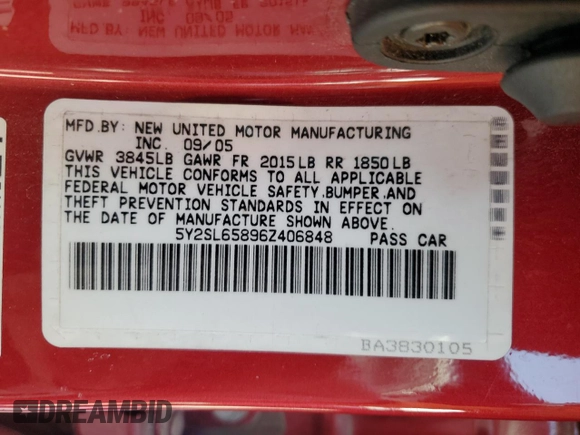 MFD.BY: NEW UNITED MOTOR MANUFACTURING
INC. 09/05
GVWR 3845LB GAWR FR 2015LB RR 1850LB
THIS VEHICLE CONFORMS TO ALL APPLICABLE
FEDERAL MOTOR VEHICLE SAFETY,BUMPER,AND
THEFT PREVENTION STANDARDS IN EFFECT ON
THE DATE OF MANUFACTURE SHOWN ABOVE.
5Y2SL65896Z406848 PASS CAR
BA3830105
DREAMBID